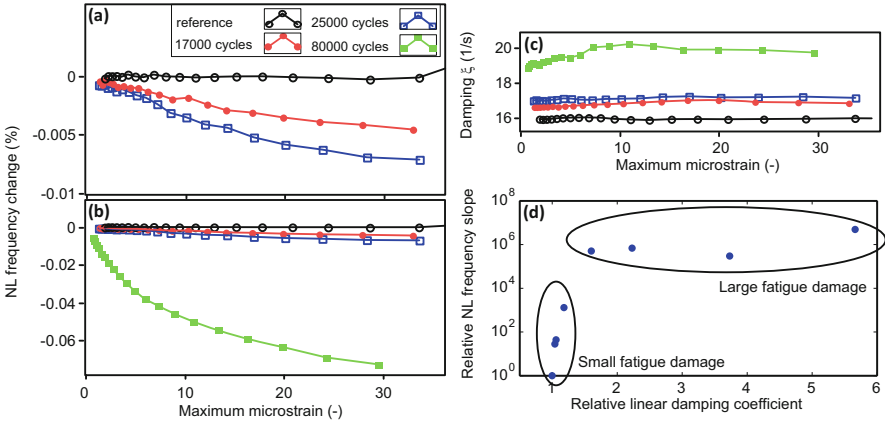 (a)
reference
25000 cycles
17000 cycles
80000 cycles
0
-0.005
-0.01
(b)
0
-0.02
-0.04
-0.06
NL frequency change (%)
0
10
20
30
Maximum microstrain (-)
(c)
Damping ξ (1/s)
20
18
16
0
10
20
30
Maximum microstrain (-)
(d)
Relative NL frequency slope
10^8
10^6
10^4
10^2
10^0
Large fatigue damage
Small fatigue damage
1
2
3
4
5
6
Relative linear damping coefficient